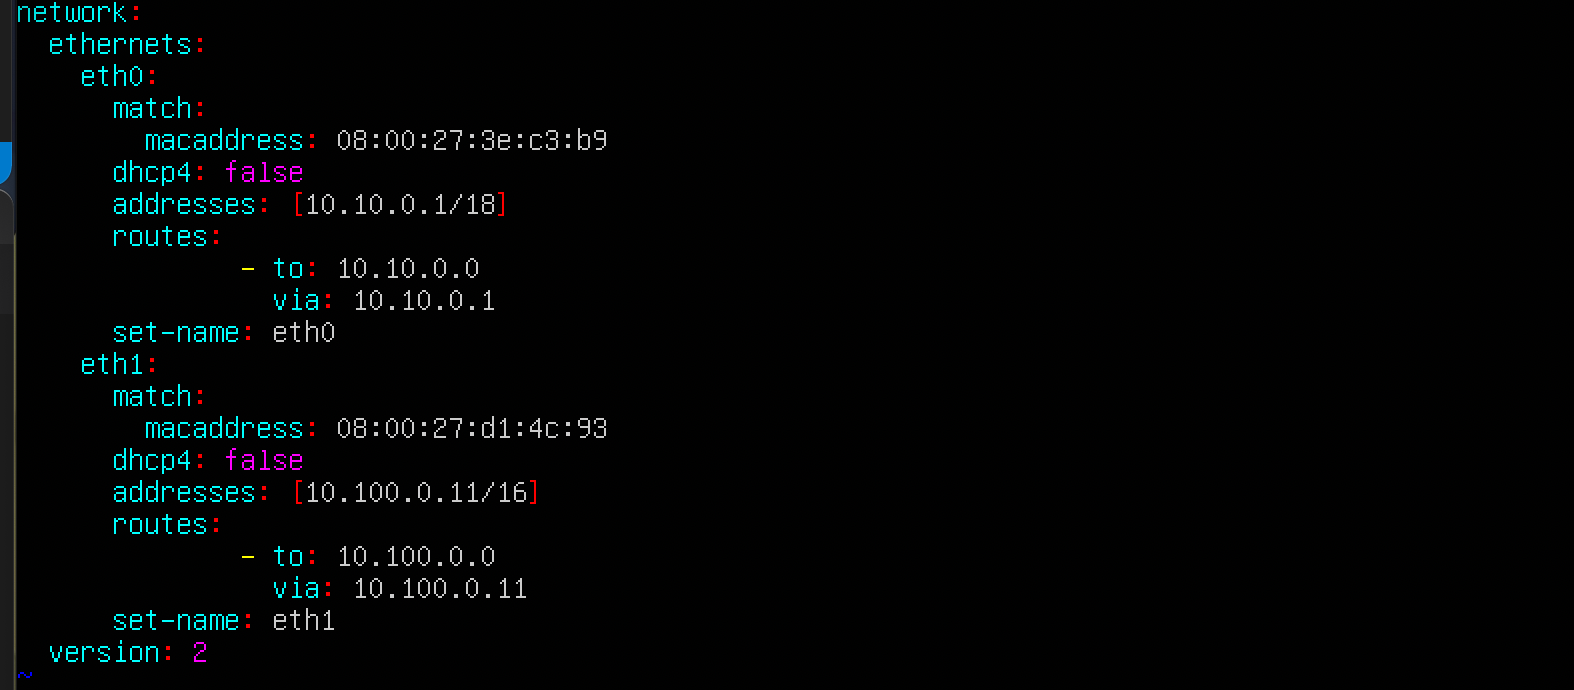 network:
  ethernets:
    eth0:
      match:
        macaddress: 08:00:27:3e:c3:b9
      dhcp4: false
      addresses: [10.10.0.1/18]
      routes:
              - to: 10.10.0.0
                via: 10.10.0.1
      set-name: eth0
    eth1:
      match:
        macaddress: 08:00:27:d1:4c:93
      dhcp4: false
      addresses: [10.100.0.11/16]
      routes:
              - to: 10.100.0.0
                via: 10.100.0.11
      set-name: eth1
  version: 2
~